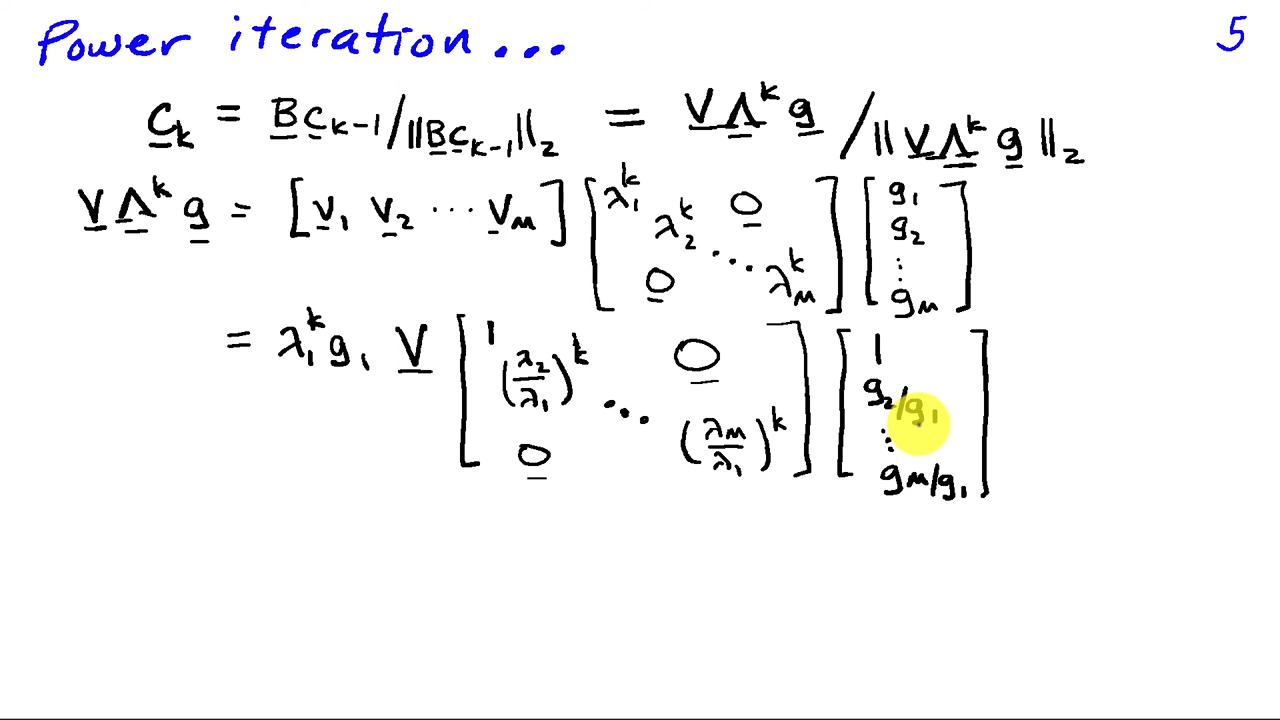 Power iteration... 5
c_k = B c_{k-1} / ||B c_{k-1}||_2 = V Λ^k g / ||V Λ^k g||_2
V Λ^k g = [v_1 v_2 ⋯ v_M] [λ_1^k λ_2^k ⋱ λ_M^k 0 0] [g_1 g_2 ⋮ g_M]
= λ_1^k g_1 V [1 (λ_2/λ_1)^k ⋱ (λ_M/λ_1)^k 0 0] [1 g_2/g_1 ⋮ g_M/g_1]